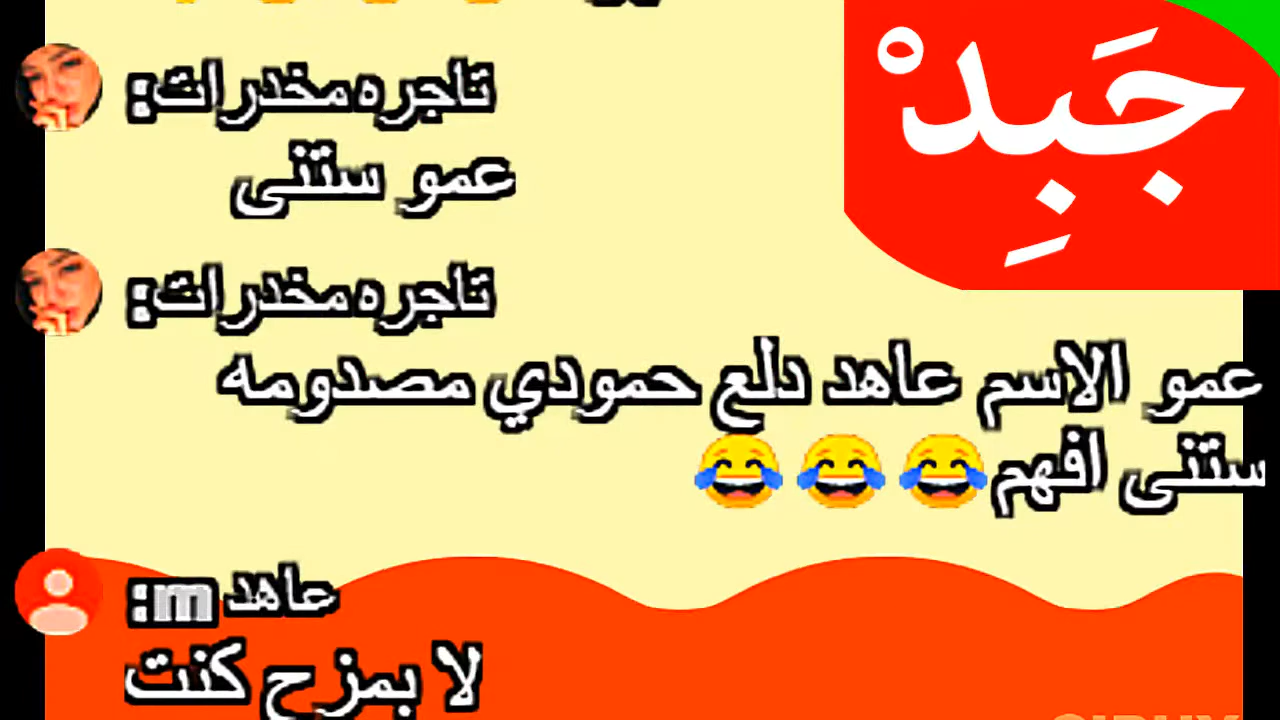 جَبِدْ
تاجره مخدرات:
عمو ستنى
تاجره مخدرات:
عمو الاسم عاهد دلع حمودي مصدومه
ستنى افهم😂😂😂
عاهد m:
لا بمزح كنت